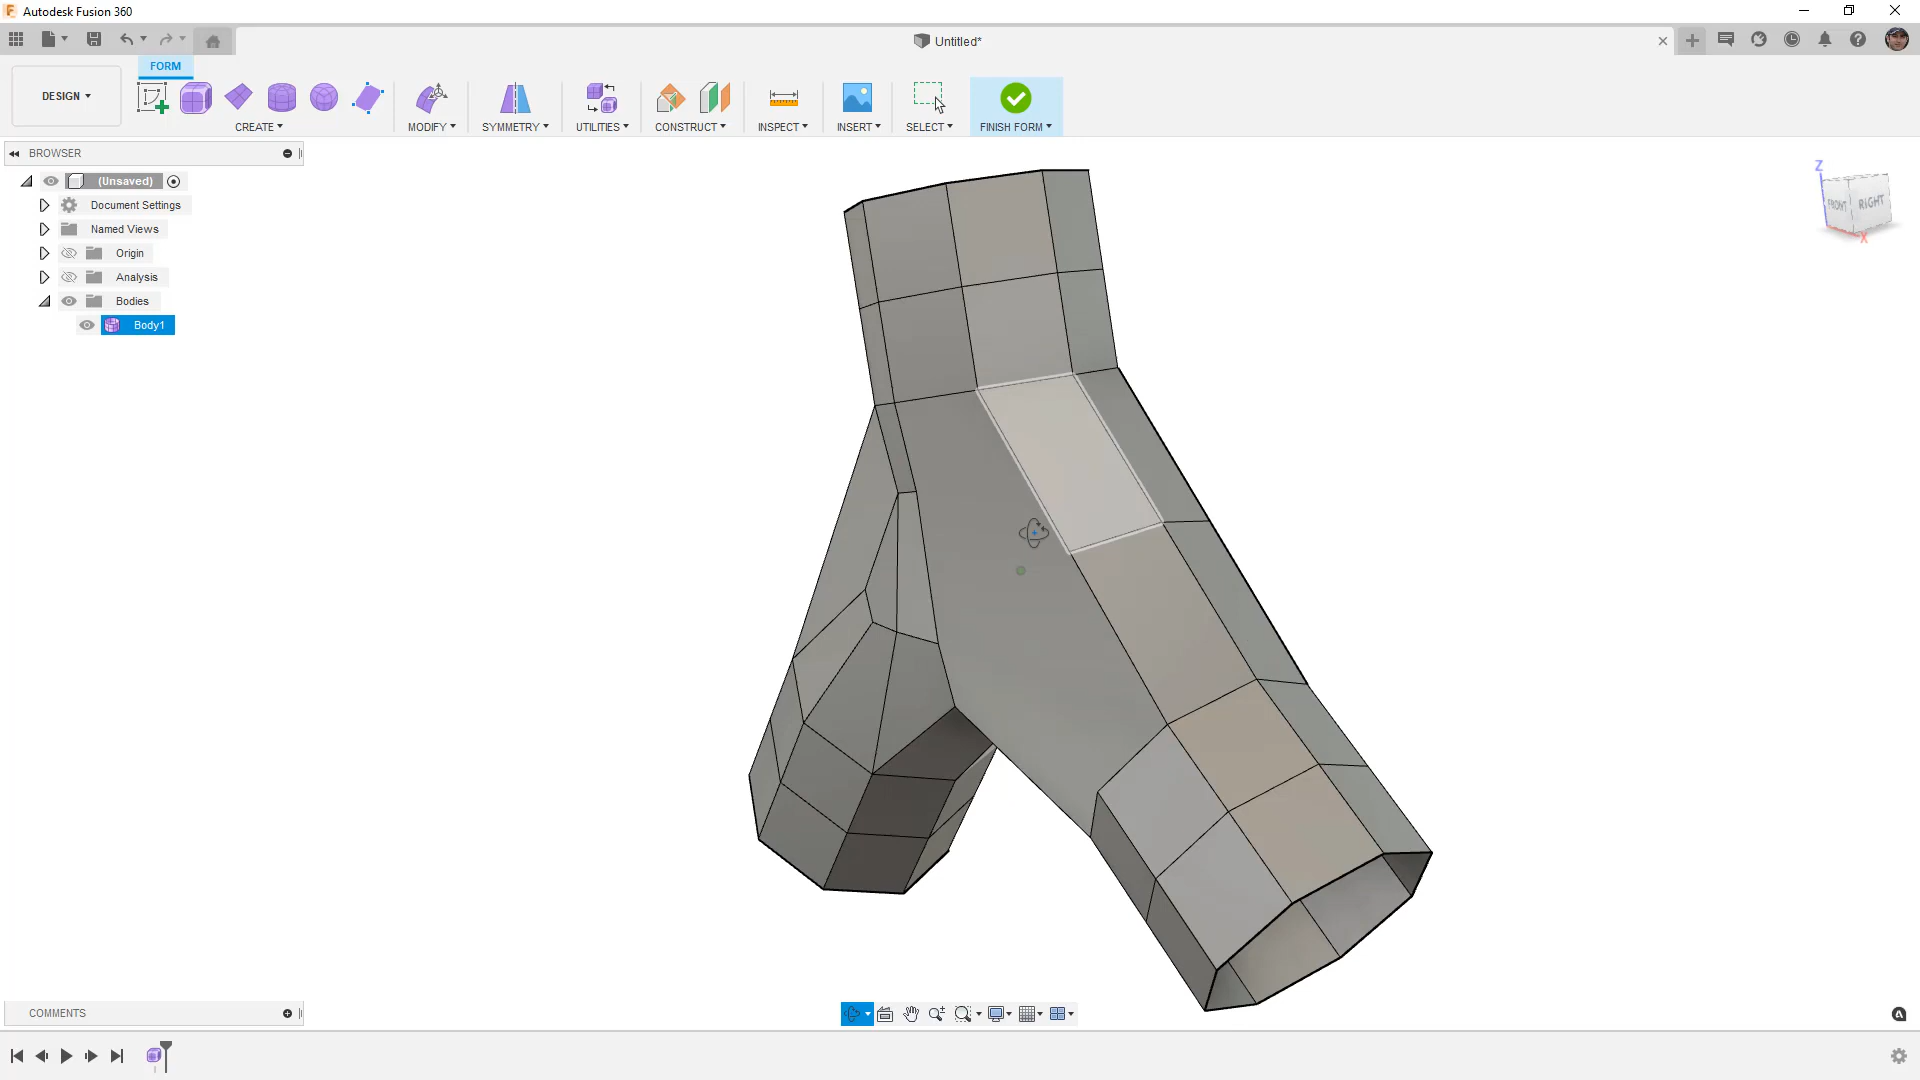 Autodesk Fusion 360
Untitled*
FORM
DESIGN
CREATE
MODIFY
SYMMETRY
UTILITIES
CONSTRUCT
INSPECT
INSERT
SELECT
FINISH FORM
BROWSER
(Unsaved)
Document Settings
Named Views
Origin
Analysis
Bodies
Body1
Z
FRONT
RIGHT
X
COMMENTS